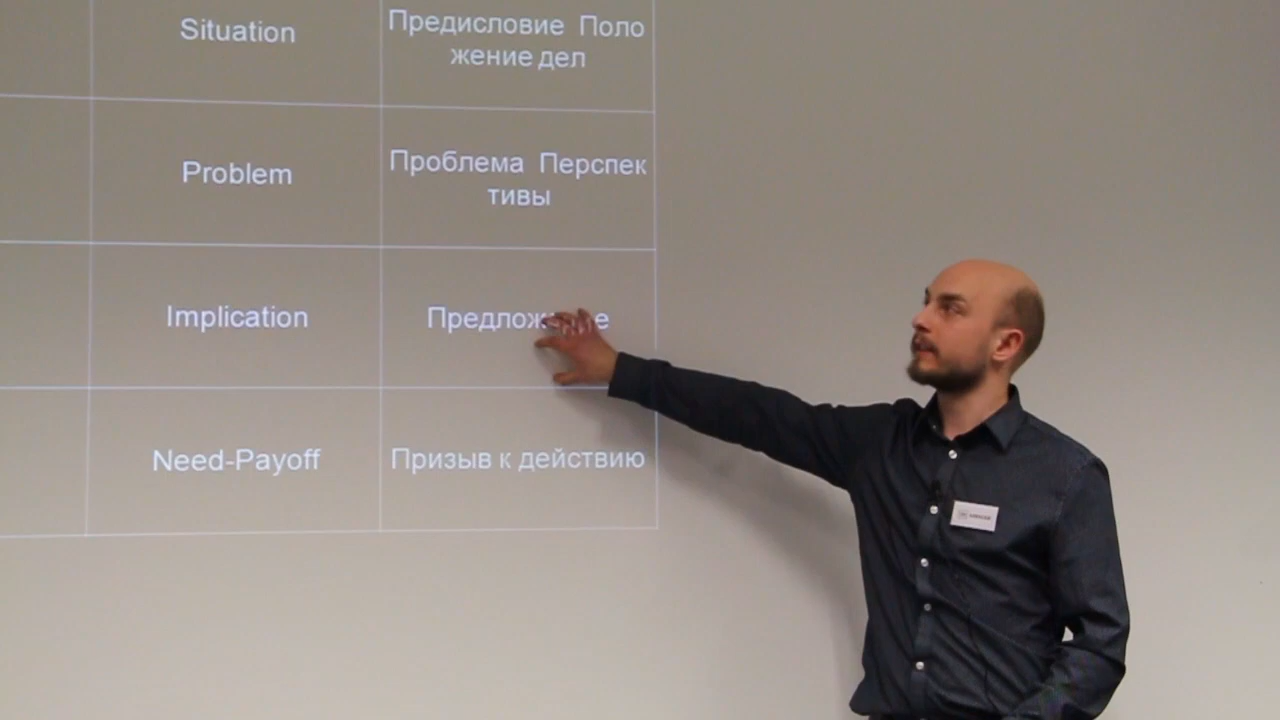 Situation
Предисловие Поло
жение дел
Problem
Проблема Перспек
тивы
Implication
Need-Payoff
Призыв к действию